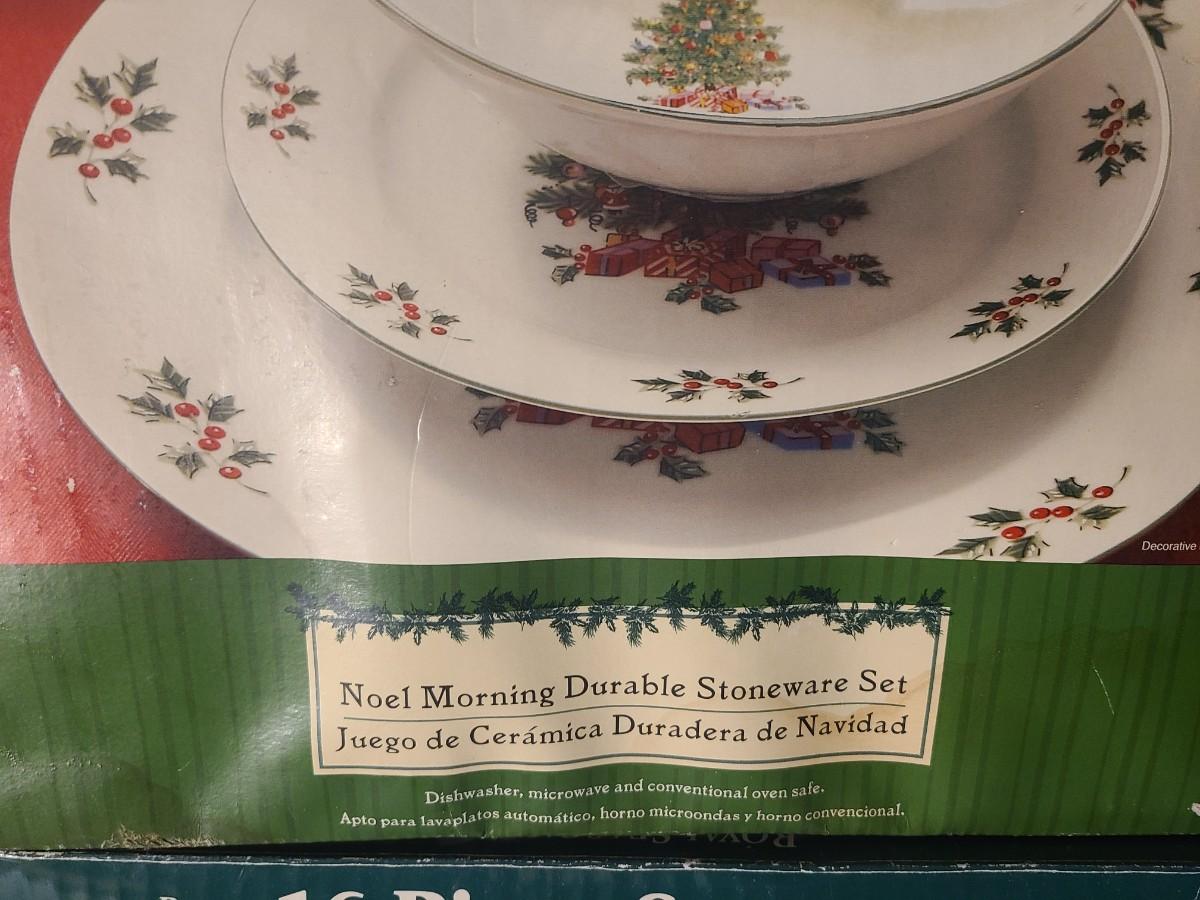 Decorative
Noel Morning Durable Stoneware Set
Juego de Cerámica Duradera de Navidad
Dishwasher, microwave and conventional oven safe.
Apto para lavaplatos automático, horno microondas y horno convencional.